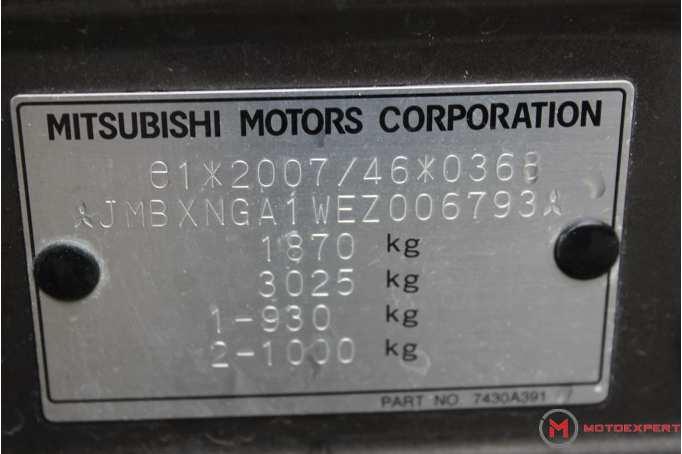 MITSUBISHI MOTORS CORPORATION
e1*2007/46*0368
JMBXNGA1WEZ006793
1870 kg
3025 kg
1-930 kg
2-1000 kg
PART NO. 7430A391
M MOTOEXPERT